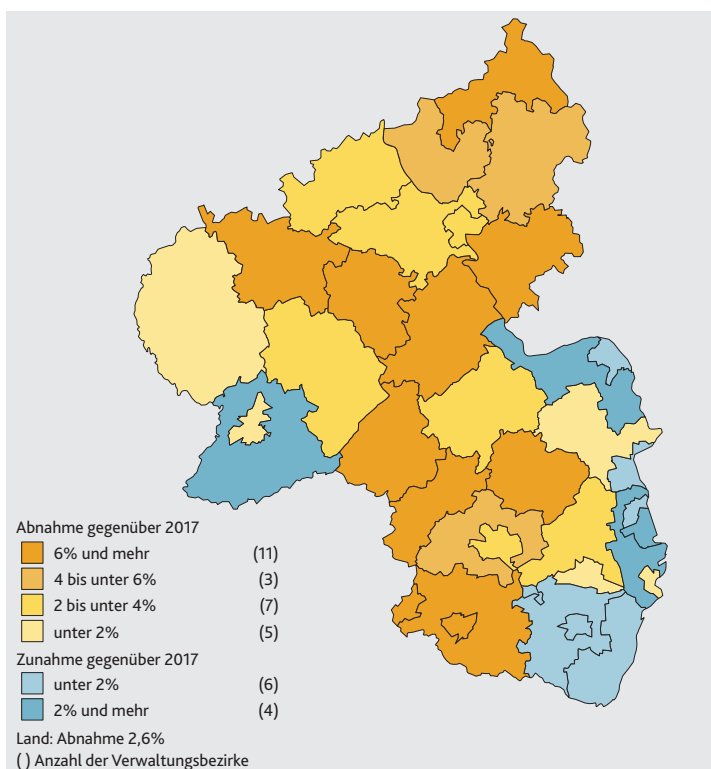 Abnahme gegenüber 2017
6% und mehr (11)
4 bis unter 6% (3)
2 bis unter 4% (7)
unter 2% (5)
Zunahme gegenüber 2017
unter 2% (6)
2% und mehr (4)
Land: Abnahme 2,6%
( ) Anzahl der Verwaltungsbezirke